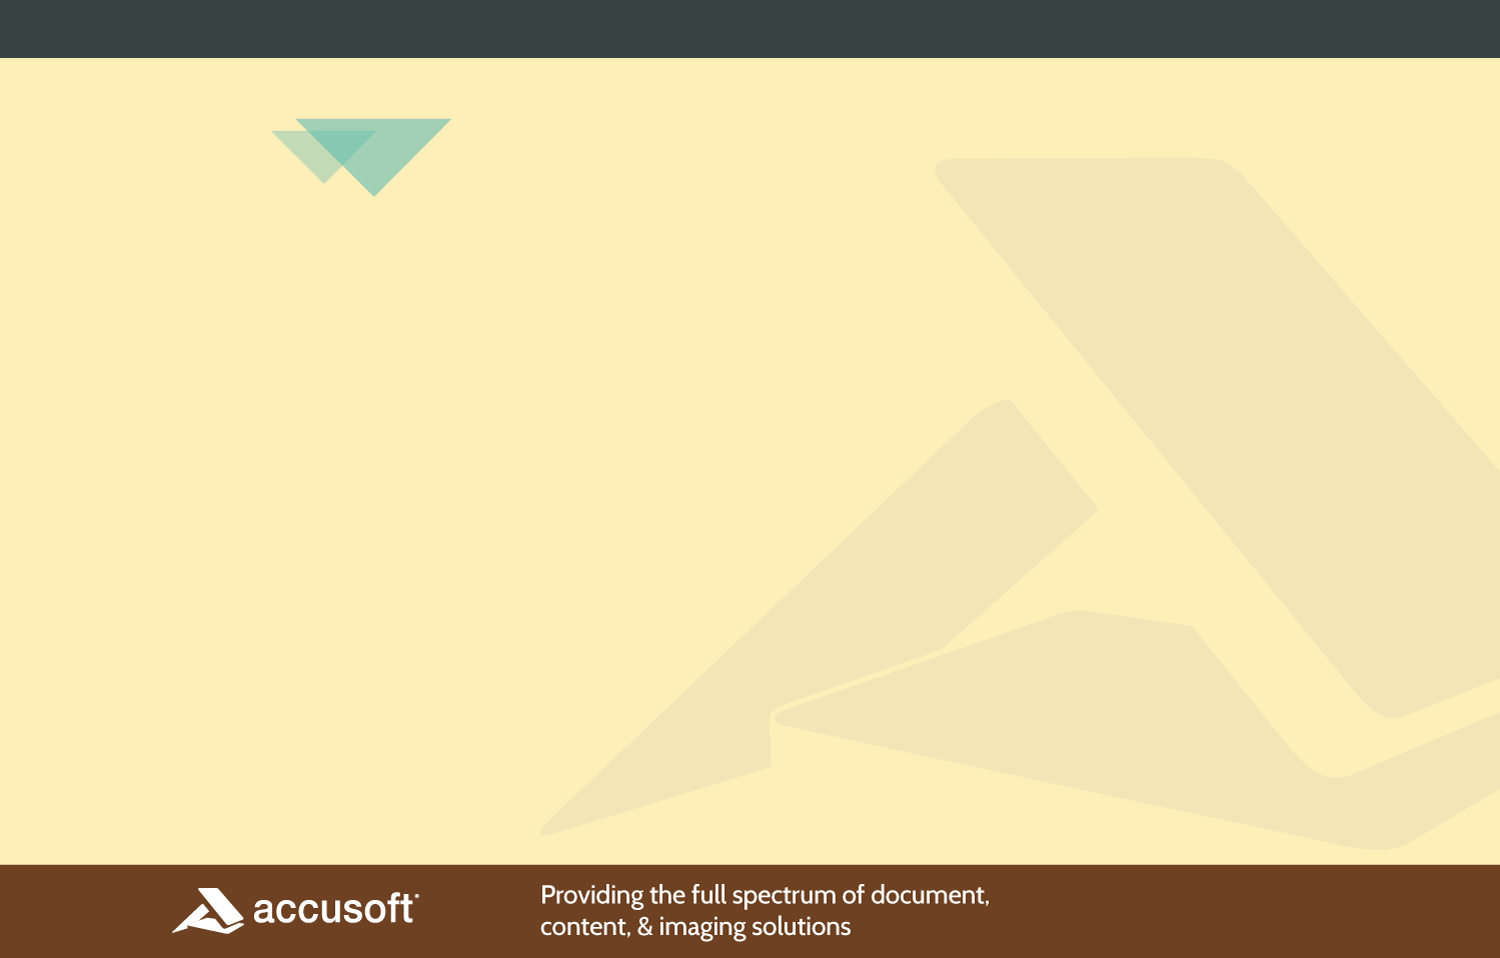 accusoft®
Providing the full spectrum of document,
content, & imaging solutions